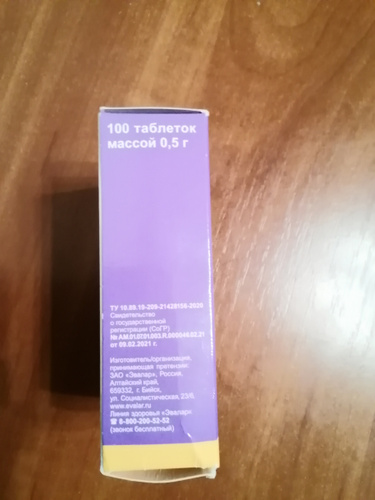 100 таблеток
массой 0,5 г
ТУ 10.89.19-209-21428156-2020
Свидетельство
о государственной
регистрации (СоГР)
от 09.02.2021 г.
Изготовитель/организация,
принимающая претензии:
ЗАО «Эвалар», Россия,
Алтайский край,
659332, г. Бийск,
ул. Социалистическая, 23/6,
www.evalar.ru
Линия здоровья «Эвалар»
☎ 8-800-200-52-52
(звонок бесплатный)